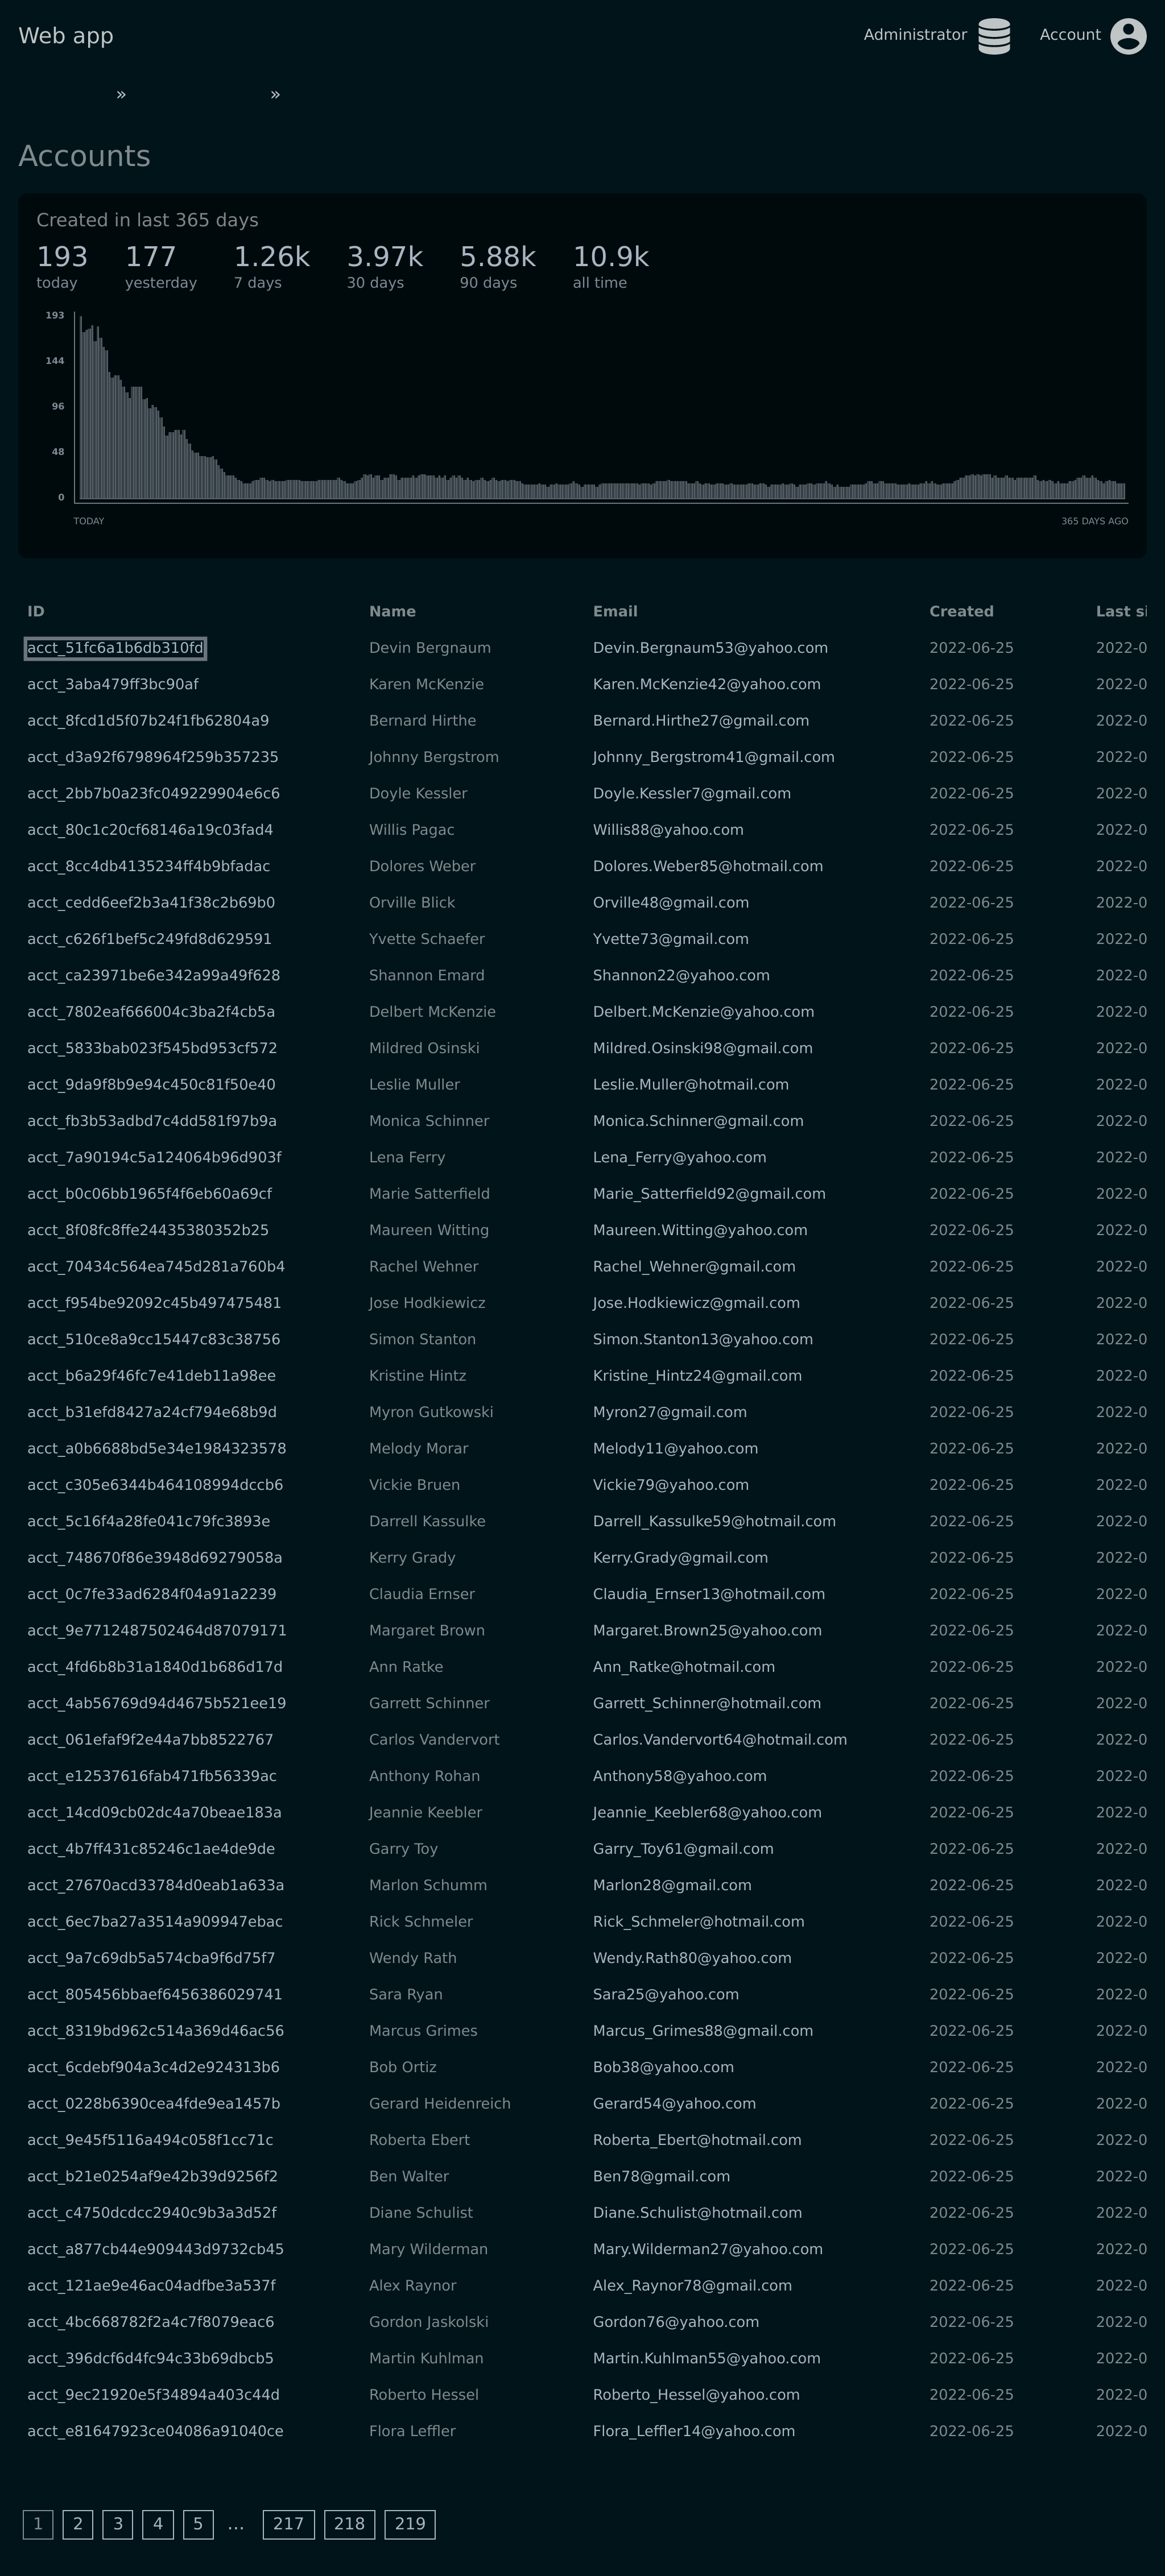 Web app Administrator Account
» »
Accounts
Created in last 365 days
193 177 1.26k 3.97k 5.88k 10.9k
today yesterday 7 days 30 days 90 days all time
193
144
96
48
0
TODAY 365 DAYS AGO
ID Name Email Created Last si
acct_51fc6a1b6db310fd Devin Bergnaum Devin.Bergnaum53@yahoo.com 2022-06-25 2022-0
acct_3aba479ff3bc90af Karen McKenzie Karen.McKenzie42@yahoo.com 2022-06-25 2022-0
acct_8fcd1d5f07b24f1fb62804a9 Bernard Hirthe Bernard.Hirthe27@gmail.com 2022-06-25 2022-0
acct_d3a92f6798964f259b357235 Johnny Bergstrom Johnny_Bergstrom41@gmail.com 2022-06-25 2022-0
acct_2bb7b0a23fc049229904e6c6 Doyle Kessler Doyle.Kessler7@gmail.com 2022-06-25 2022-0
acct_80c1c20cf68146a19c03fad4 Willis Pagac Willis88@yahoo.com 2022-06-25 2022-0
acct_8cc4db4135234ff4b9bfadac Dolores Weber Dolores.Weber85@hotmail.com 2022-06-25 2022-0
acct_cedd6eef2b3a41f38c2b69b0 Orville Blick Orville48@gmail.com 2022-06-25 2022-0
acct_c626f1bef5c249fd8d629591 Yvette Schaefer Yvette73@gmail.com 2022-06-25 2022-0
acct_ca23971be6e342a99a49f628 Shannon Emard Shannon22@yahoo.com 2022-06-25 2022-0
acct_7802eaf666004c3ba2f4cb5a Delbert McKenzie Delbert.McKenzie@yahoo.com 2022-06-25 2022-0
acct_5833bab023f545bd953cf572 Mildred Osinski Mildred.Osinski98@gmail.com 2022-06-25 2022-0
acct_9da9f8b9e94c450c81f50e40 Leslie Muller Leslie.Muller@hotmail.com 2022-06-25 2022-0
acct_fb3b53adbd7c4dd581f97b9a Monica Schinner Monica.Schinner@gmail.com 2022-06-25 2022-0
acct_7a90194c5a124064b96d903f Lena Ferry Lena_Ferry@yahoo.com 2022-06-25 2022-0
acct_b0c06bb1965f4f6eb60a69cf Marie Satterfield Marie_Satterfield92@gmail.com 2022-06-25 2022-0
acct_8f08fc8ffe24435380352b25 Maureen Witting Maureen.Witting@yahoo.com 2022-06-25 2022-0
acct_70434c564ea745d281a760b4 Rachel Wehner Rachel_Wehner@gmail.com 2022-06-25 2022-0
acct_f954be92092c45b497475481 Jose Hodkiewicz Jose.Hodkiewicz@gmail.com 2022-06-25 2022-0
acct_510ce8a9cc15447c83c38756 Simon Stanton Simon.Stanton13@yahoo.com 2022-06-25 2022-0
acct_b6a29f46fc7e41deb11a98ee Kristine Hintz Kristine_Hintz24@gmail.com 2022-06-25 2022-0
acct_b31efd8427a24cf794e68b9d Myron Gutkowski Myron27@gmail.com 2022-06-25 2022-0
acct_a0b6688bd5e34e1984323578 Melody Morar Melody11@yahoo.com 2022-06-25 2022-0
acct_c305e6344b464108994dccb6 Vickie Bruen Vickie79@yahoo.com 2022-06-25 2022-0
acct_5c16f4a28fe041c79fc3893e Darrell Kassulke Darrell_Kassulke59@hotmail.com 2022-06-25 2022-0
acct_748670f86e3948d69279058a Kerry Grady Kerry.Grady@gmail.com 2022-06-25 2022-0
acct_0c7fe33ad6284f04a91a2239 Claudia Ernser Claudia_Ernser13@hotmail.com 2022-06-25 2022-0
acct_9e7712487502464d87079171 Margaret Brown Margaret.Brown25@yahoo.com 2022-06-25 2022-0
acct_4fd6b8b31a1840d1b686d17d Ann Ratke Ann_Ratke@hotmail.com 2022-06-25 2022-0
acct_4ab56769d94d4675b521ee19 Garrett Schinner Garrett_Schinner@hotmail.com 2022-06-25 2022-0
acct_061efaf9f2e44a7bb8522767 Carlos Vandervort Carlos.Vandervort64@hotmail.com 2022-06-25 2022-0
acct_e12537616fab471fb56339ac Anthony Rohan Anthony58@yahoo.com 2022-06-25 2022-0
acct_14cd09cb02dc4a70beae183a Jeannie Keebler Jeannie_Keebler68@yahoo.com 2022-06-25 2022-0
acct_4b7ff431c85246c1ae4de9de Garry Toy Garry_Toy61@gmail.com 2022-06-25 2022-0
acct_27670acd33784d0eab1a633a Marlon Schumm Marlon28@gmail.com 2022-06-25 2022-0
acct_6ec7ba27a3514a909947ebac Rick Schmeler Rick_Schmeler@hotmail.com 2022-06-25 2022-0
acct_9a7c69db5a574cba9f6d75f7 Wendy Rath Wendy.Rath80@yahoo.com 2022-06-25 2022-0
acct_805456bbaef6456386029741 Sara Ryan Sara25@yahoo.com 2022-06-25 2022-0
acct_8319bd962c514a369d46ac56 Marcus Grimes Marcus_Grimes88@gmail.com 2022-06-25 2022-0
acct_6cdebf904a3c4d2e924313b6 Bob Ortiz Bob38@yahoo.com 2022-06-25 2022-0
acct_0228b6390cea4fde9ea1457b Gerard Heidenreich Gerard54@yahoo.com 2022-06-25 2022-0
acct_9e45f5116a494c058f1cc71c Roberta Ebert Roberta_Ebert@hotmail.com 2022-06-25 2022-0
acct_b21e0254af9e42b39d9256f2 Ben Walter Ben78@gmail.com 2022-06-25 2022-0
acct_c4750dcdcc2940c9b3a3d52f Diane Schulist Diane.Schulist@hotmail.com 2022-06-25 2022-0
acct_a877cb44e909443d9732cb45 Mary Wilderman Mary.Wilderman27@yahoo.com 2022-06-25 2022-0
acct_121ae9e46ac04adfbe3a537f Alex Raynor Alex_Raynor78@gmail.com 2022-06-25 2022-0
acct_4bc668782f2a4c7f8079eac6 Gordon Jaskolski Gordon76@yahoo.com 2022-06-25 2022-0
acct_396dcf6d4fc94c33b69dbcb5 Martin Kuhlman Martin.Kuhlman55@yahoo.com 2022-06-25 2022-0
acct_9ec21920e5f34894a403c44d Roberto Hessel Roberto_Hessel@yahoo.com 2022-06-25 2022-0
acct_e81647923ce04086a91040ce Flora Leffler Flora_Leffler14@yahoo.com 2022-06-25 2022-0
1 2 3 4 5 ... 217 218 219